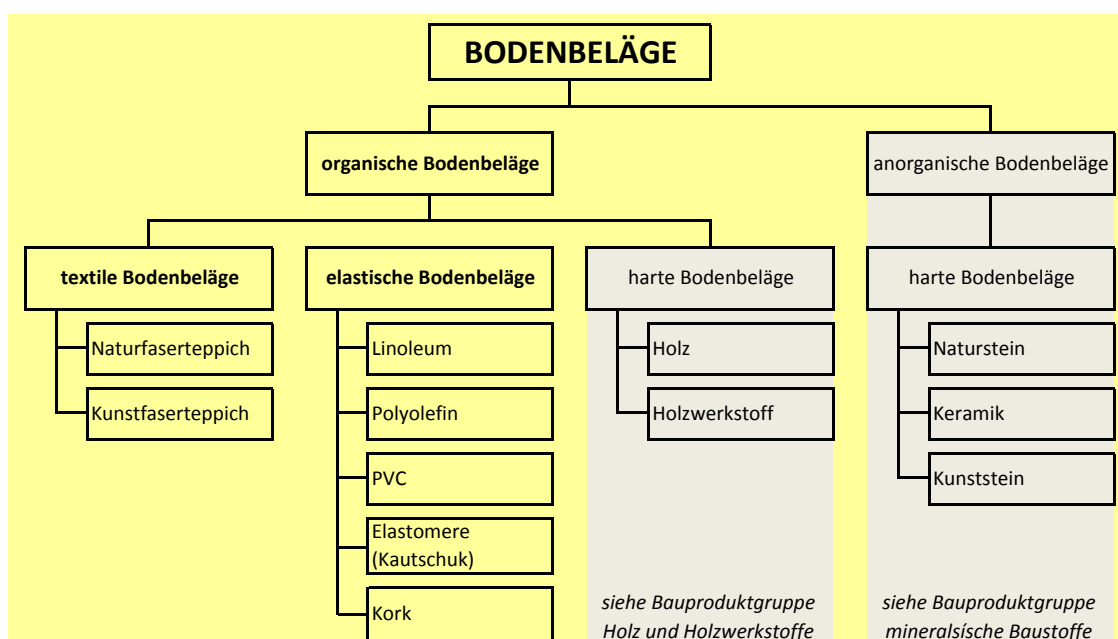 BODENBELÄGE
organische Bodenbeläge
anorganische Bodenbeläge
textile Bodenbeläge
elastische Bodenbeläge
harte Bodenbeläge
harte Bodenbeläge
Naturfaserteppich
Linoleum
Holz
Naturstein
Kunstfaserteppich
Polyolefin
Holzwerkstoff
Keramik
PVC
Kunststein
Elastomere
(Kautschuk)
Kork
siehe Bauproduktgruppe
Holz und Holzwerkstoffe
siehe Bauproduktgruppe
mineralsísche Baustoffe